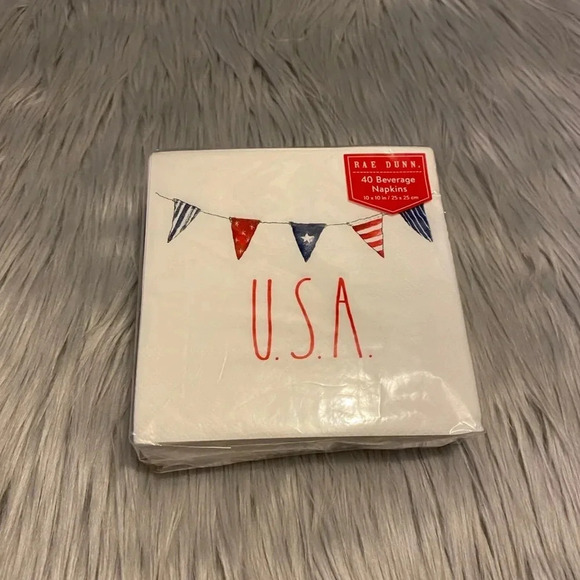 RAE DUNN.
40 Beverage
Napkins
10 x 10 in / 25 x 25 cm
U.S.A.